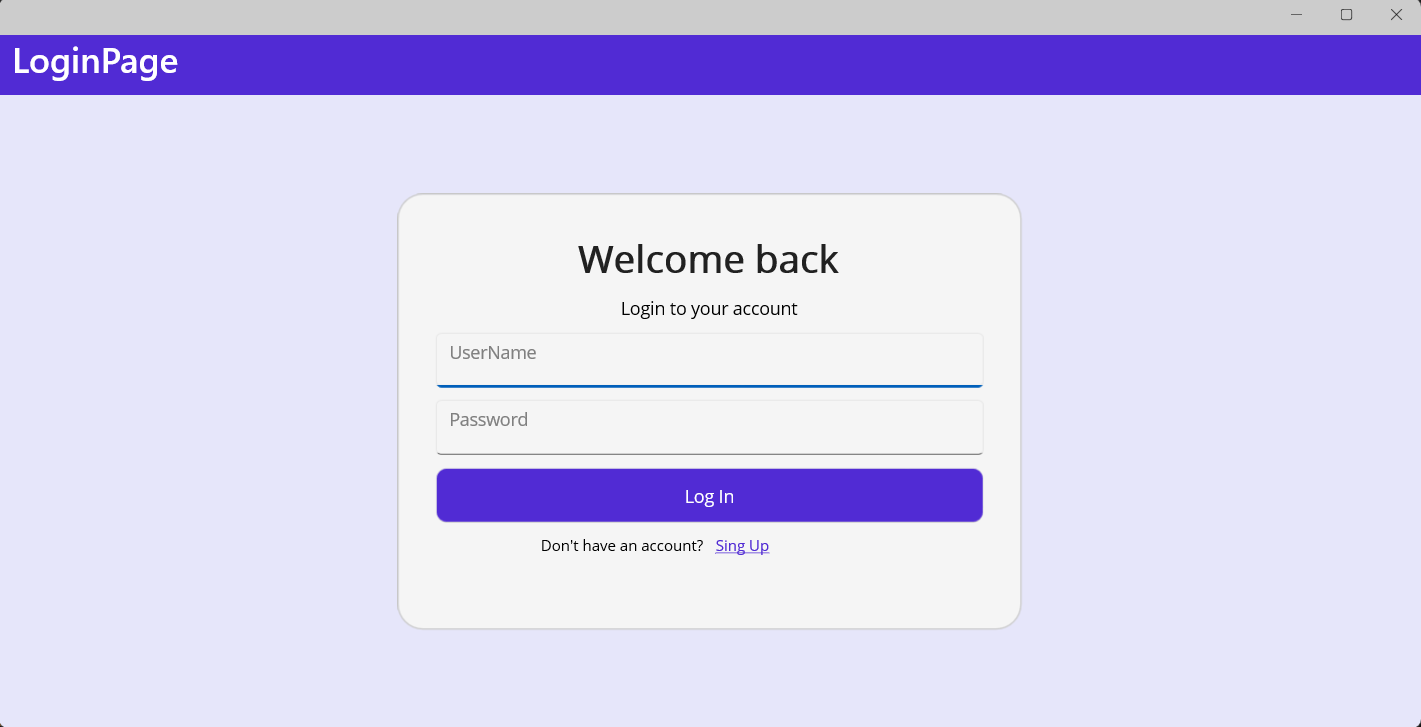 LoginPage
Welcome back
Login to your account
UserName
Password
Log In
Don't have an account? Sing Up